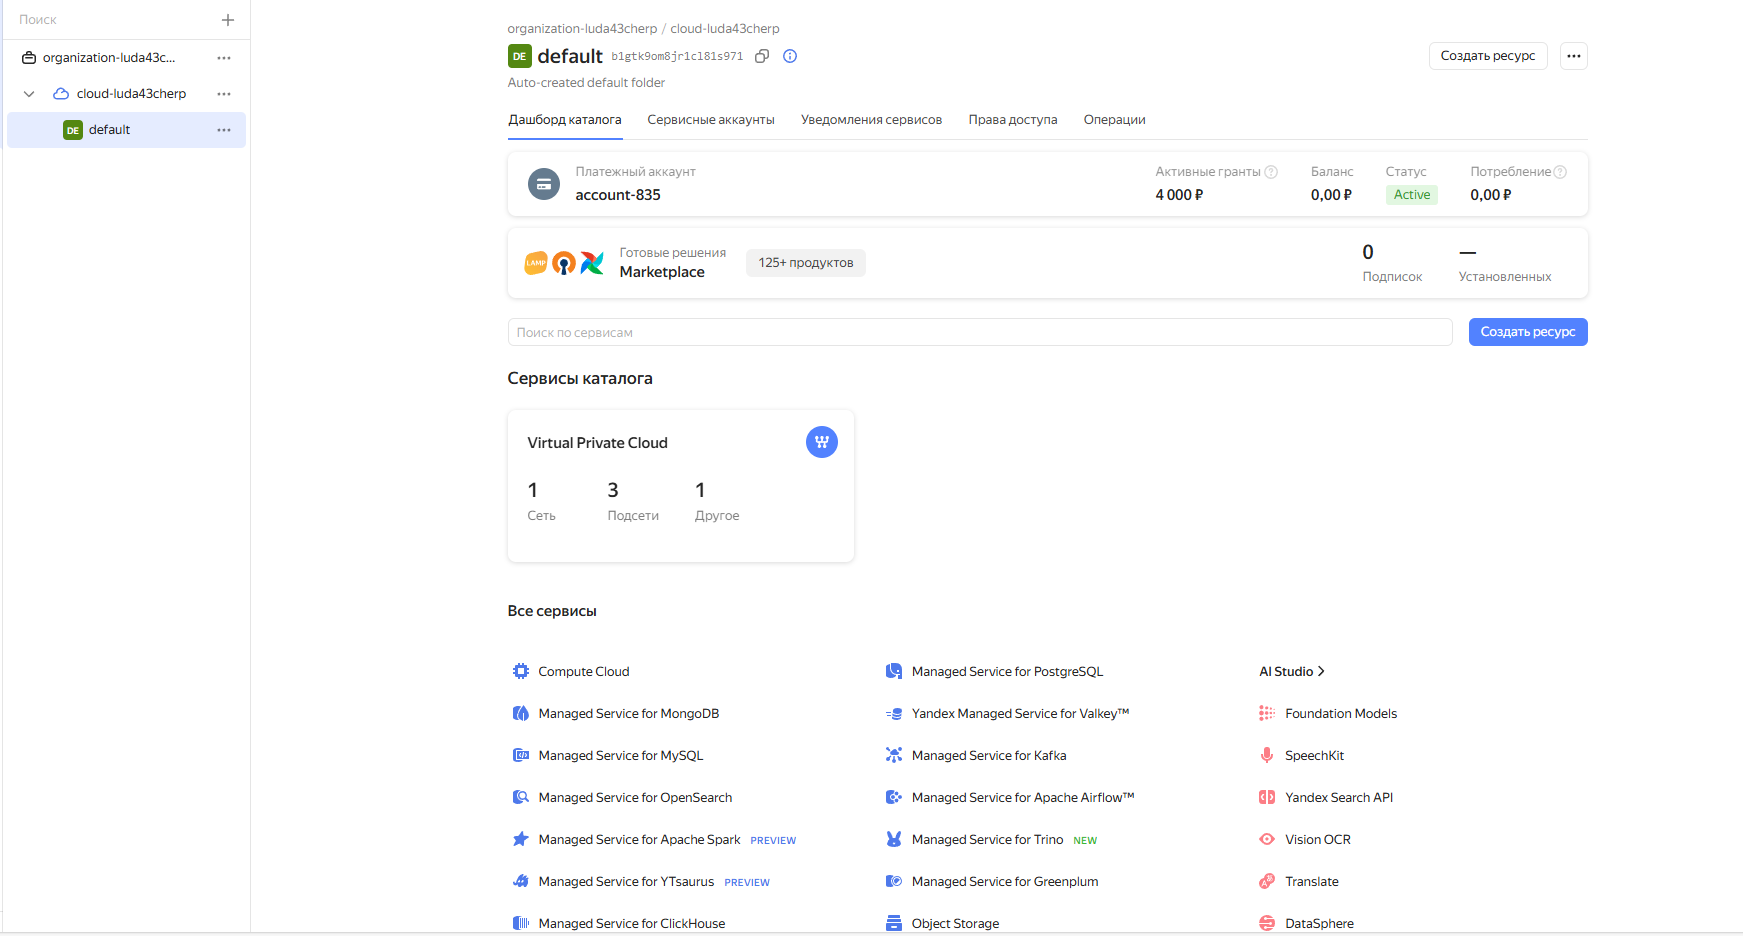 Поиск
organization-luda43c...
cloud-luda43cherp
DE default
organization-luda43cherp / cloud-luda43cherp
DE default b1gtk9om8jr1cl81s971
Auto-created default folder
Создать ресурс
Дашборд каталога Сервисные аккаунты Уведомления сервисов Права доступа Операции
Платежный аккаунт
account-835
Активные гранты
4 000 ₽
Баланс
0,00 ₽
Статус
Active
Потребление
0,00 ₽
LAMP
Готовые решения
Marketplace
125+ продуктов
0
Подписок
—
Установленных
Поиск по сервисам
Создать ресурс
Сервисы каталога
Virtual Private Cloud
1 3 1
Сеть Подсети Другое
Все сервисы
Compute Cloud
Managed Service for MongoDB
Managed Service for MySQL
Managed Service for OpenSearch
Managed Service for Apache Spark PREVIEW
Managed Service for YTsaurus PREVIEW
Managed Service for ClickHouse
Managed Service for PostgreSQL
Yandex Managed Service for Valkey™
Managed Service for Kafka
Managed Service for Apache Airflow™
Managed Service for Trino NEW
Managed Service for Greenplum
Object Storage
AI Studio
Foundation Models
SpeechKit
Yandex Search API
Vision OCR
Translate
DataSphere